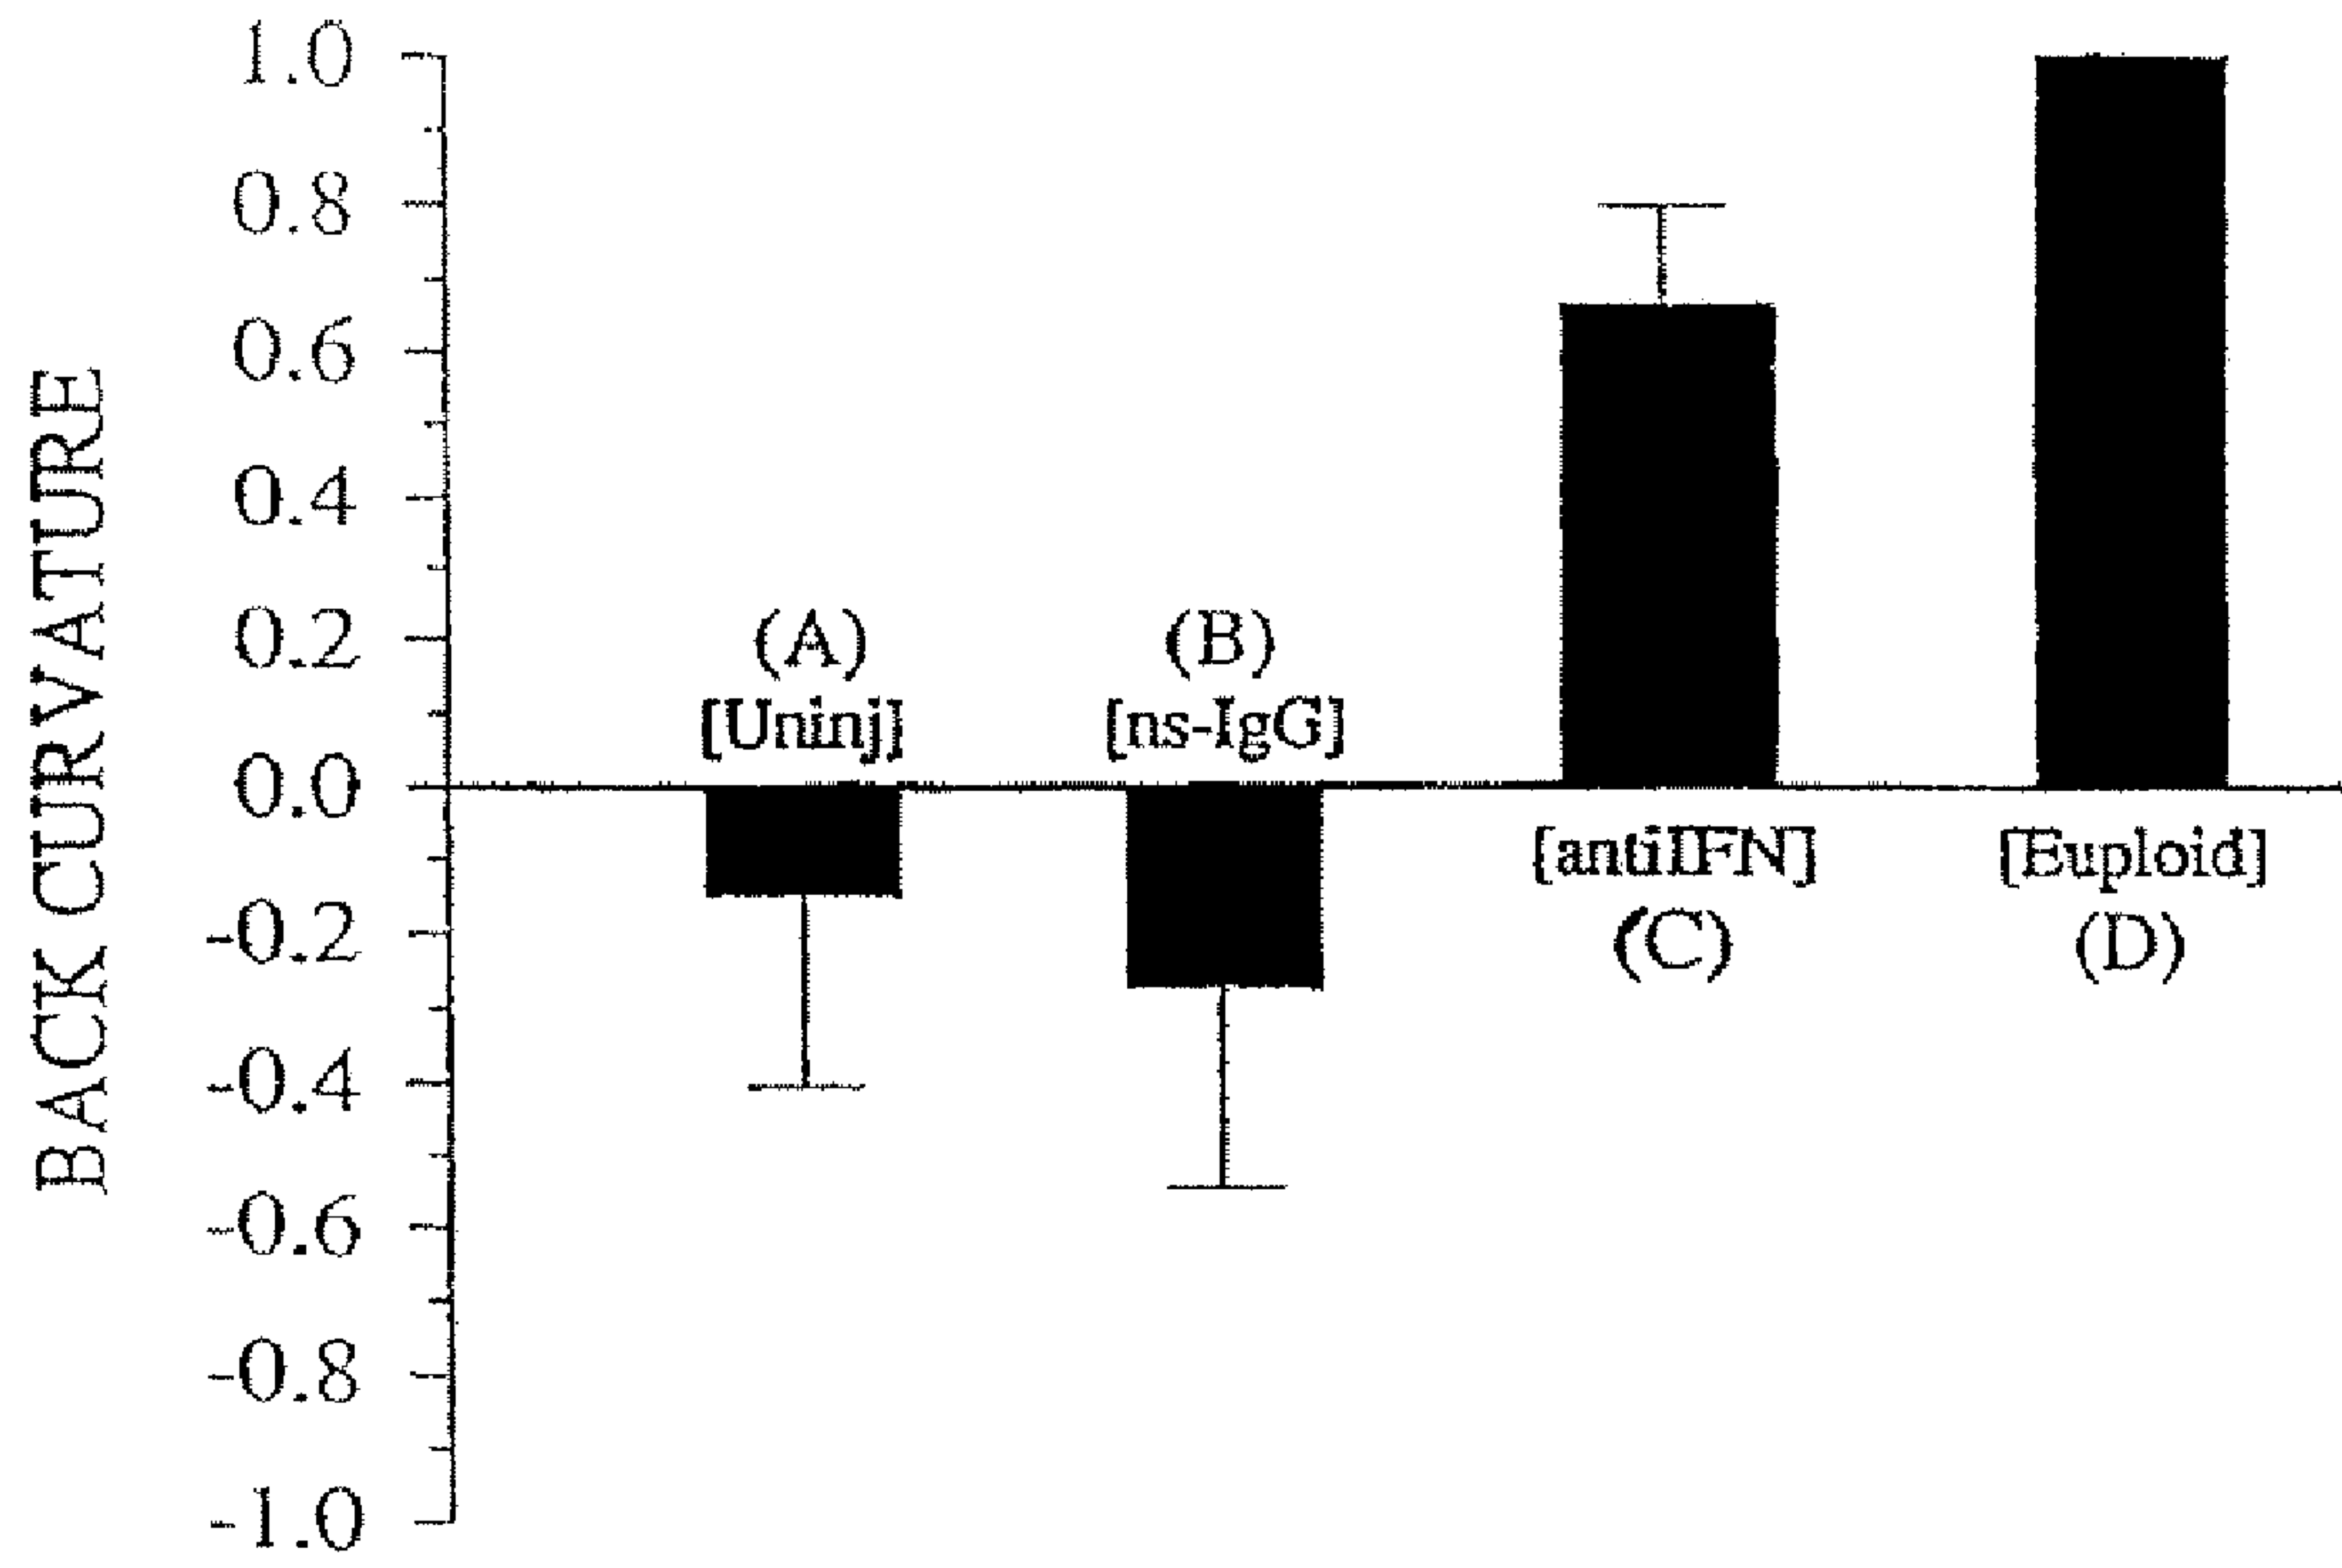 BACK CURVATURE
1.0
0.8
0.6
0.4
0.2
0.0
-0.2
-0.4
-0.6
-0.8
-1.0
(A)
[Uninj]
(B)
[ns-IgG]
[antiIFN]
(C)
[Euploid]
(D)